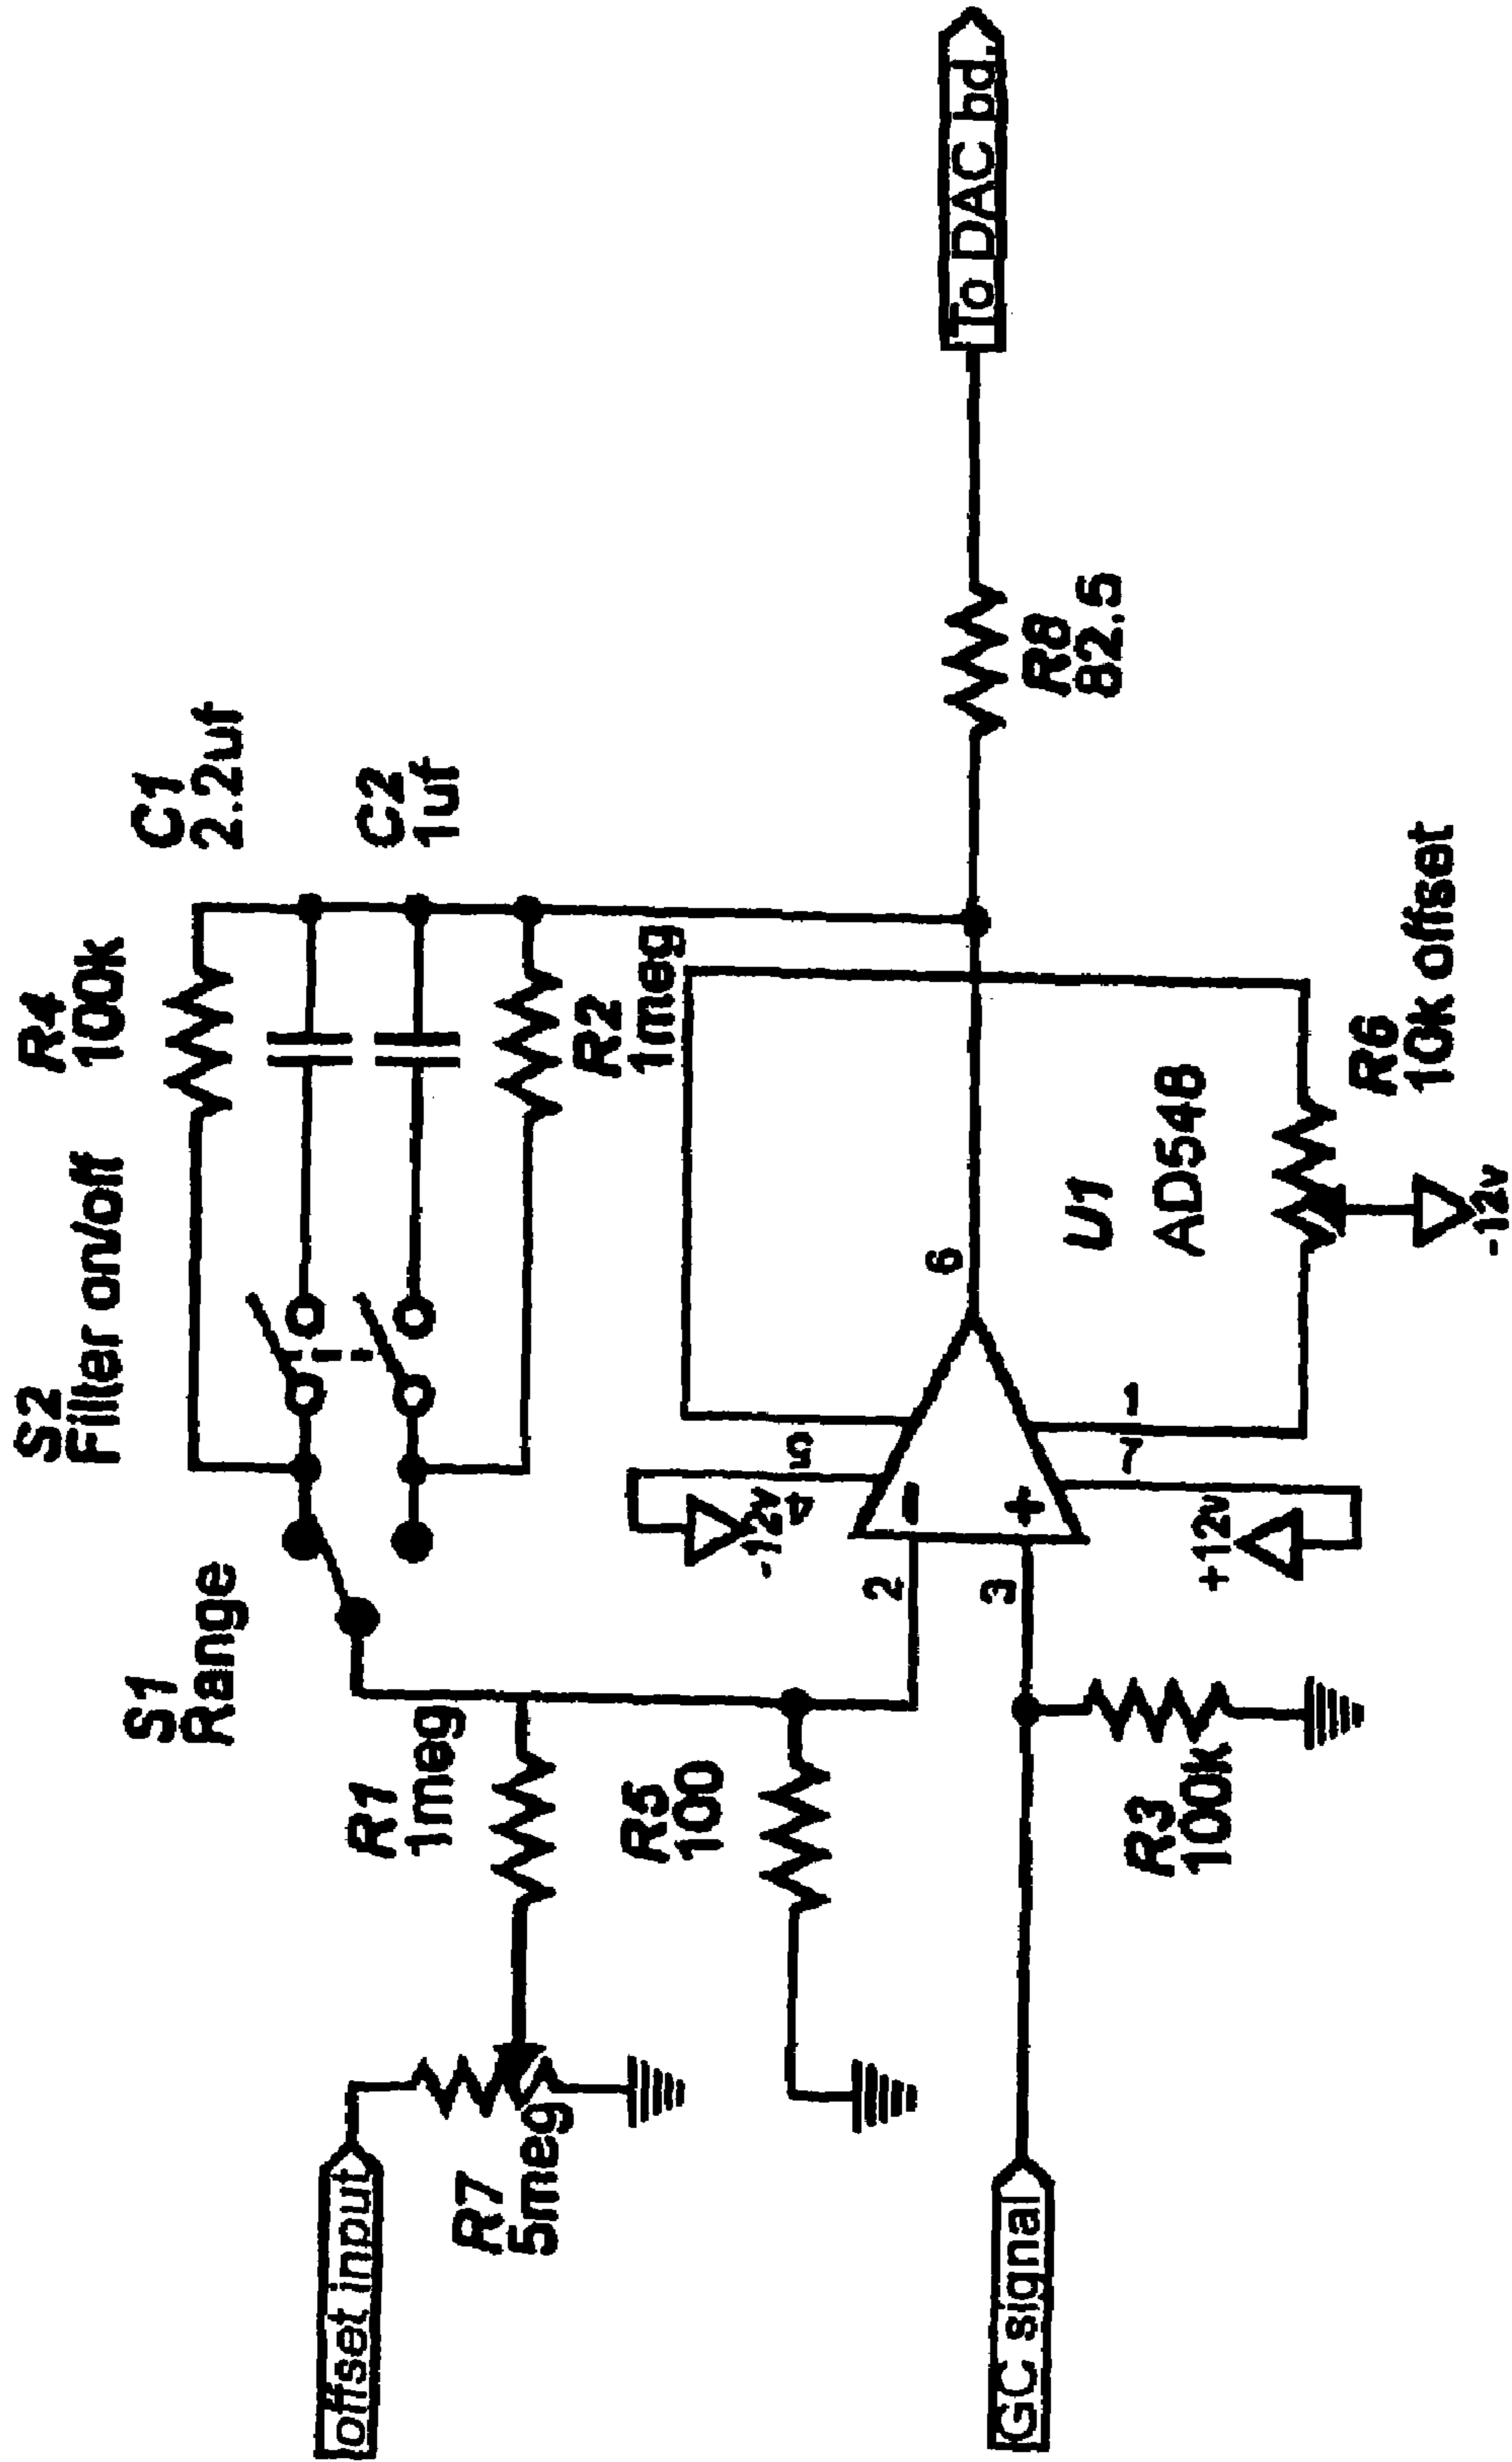 S1
Range
S2
Filter on/off
R4
100k
C1
2.2uf
C2
1uf
R2
1meg
offset input
R7
5meg
R1
1meg
R5
100
GC signal
R3
100k
2
3
-12v
4
5
+12v
7
1
6
U1
AD548
R6
10k offset
-12v
R8
82.5
To DAC bd.
-
+